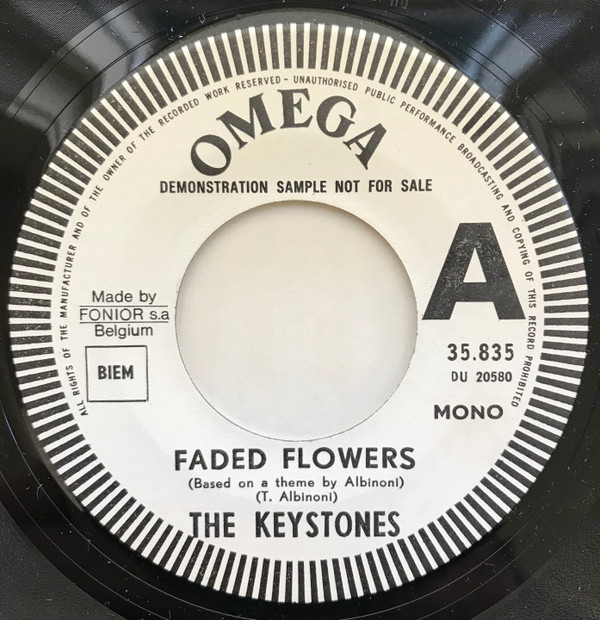 ALL RIGHTS OF THE MANUFACTURER AND OF THE OWNER OF THE RECORDED WORK RESERVED - UNAUTHORISED PUBLIC PERFORMANCE BROADCASTING AND COPYING OF THIS RECORD PROHIBITED
OMEGA
DEMONSTRATION SAMPLE NOT FOR SALE
A
Made by
FONIOR s.a
Belgium
BIEM
35.835
DU 20580
MONO
FADED FLOWERS
(Based on a theme by Albinoni)
(T. Albinoni)
THE KEYSTONES